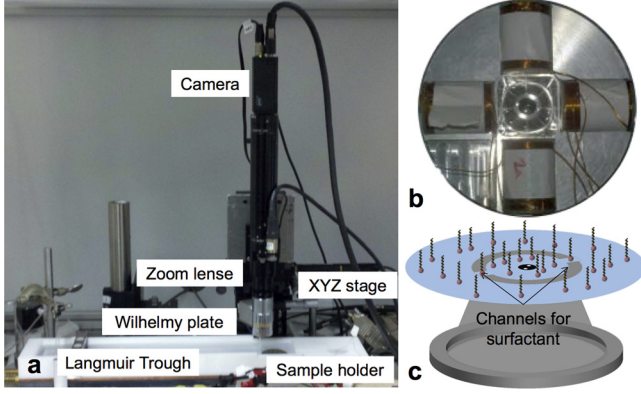 Camera
Zoom lense
XYZ stage
Wilhelmy plate
Langmuir Trough
Sample holder
a
b
Channels for
surfactant
c